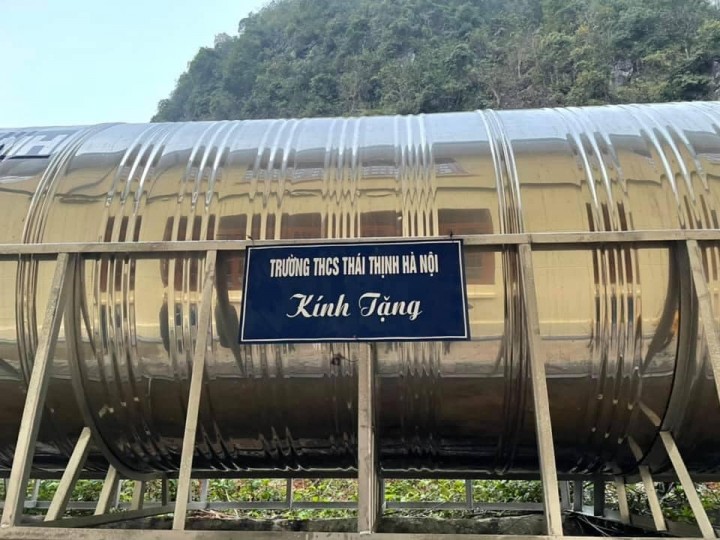 TRƯỜNG THCS THÁI THỊNH HÀ NỘI
Kính Tặng